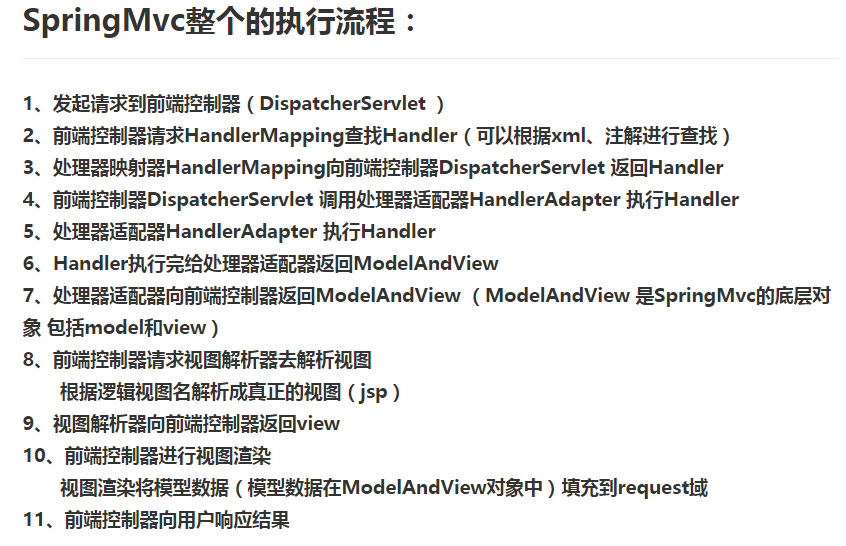 SpringMvc整个的执行流程：
1、发起请求到前端控制器（DispatcherServlet ）
2、前端控制器请求HandlerMapping查找Handler（可以根据xml、注解进行查找）
3、处理器映射器HandlerMapping向前端控制器DispatcherServlet 返回Handler
4、前端控制器DispatcherServlet 调用处理器适配器HandlerAdapter 执行Handler
5、处理器适配器HandlerAdapter 执行Handler
6、Handler执行完给处理器适配器返回ModelAndView
7、处理器适配器向前端控制器返回ModelAndView （ ModelAndView 是SpringMvc的底层对
象 包括model和view）
8、前端控制器请求视图解析器去解析视图
根据逻辑视图名解析成真正的视图（jsp）
9、视图解析器向前端控制器返回view
10、前端控制器进行视图渲染
视图渲染将模型数据（模型数据在ModelAndView对象中）填充到request域
11、前端控制器向用户响应结果